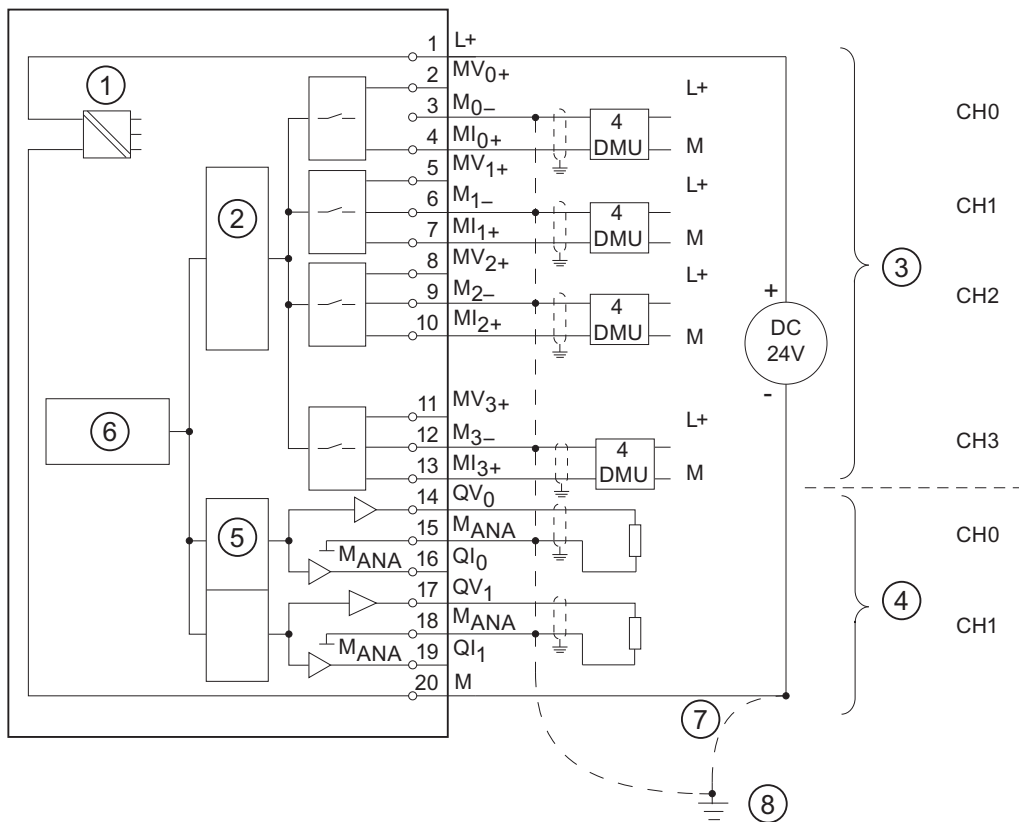 1 L+
2 MV0+
L+
1
3 M0–
CH0
4
DMU
4 MI0+
M
5 MV1+
L+
2
6 M1–
CH1
4
DMU
7 MI1+
M
3
8 MV2+
L+
9 M2–
CH2
4
DMU
10 MI2+
M
+
DC
24V
-
11 MV3+
L+
6
12 M3–
CH3
4
DMU
13 MI3+
M
14 QV0
5
15 MANA
CH0
MANA
16 QI0
17 QV1
4
18 MANA
CH1
MANA
19 QI1
20 M
7
8